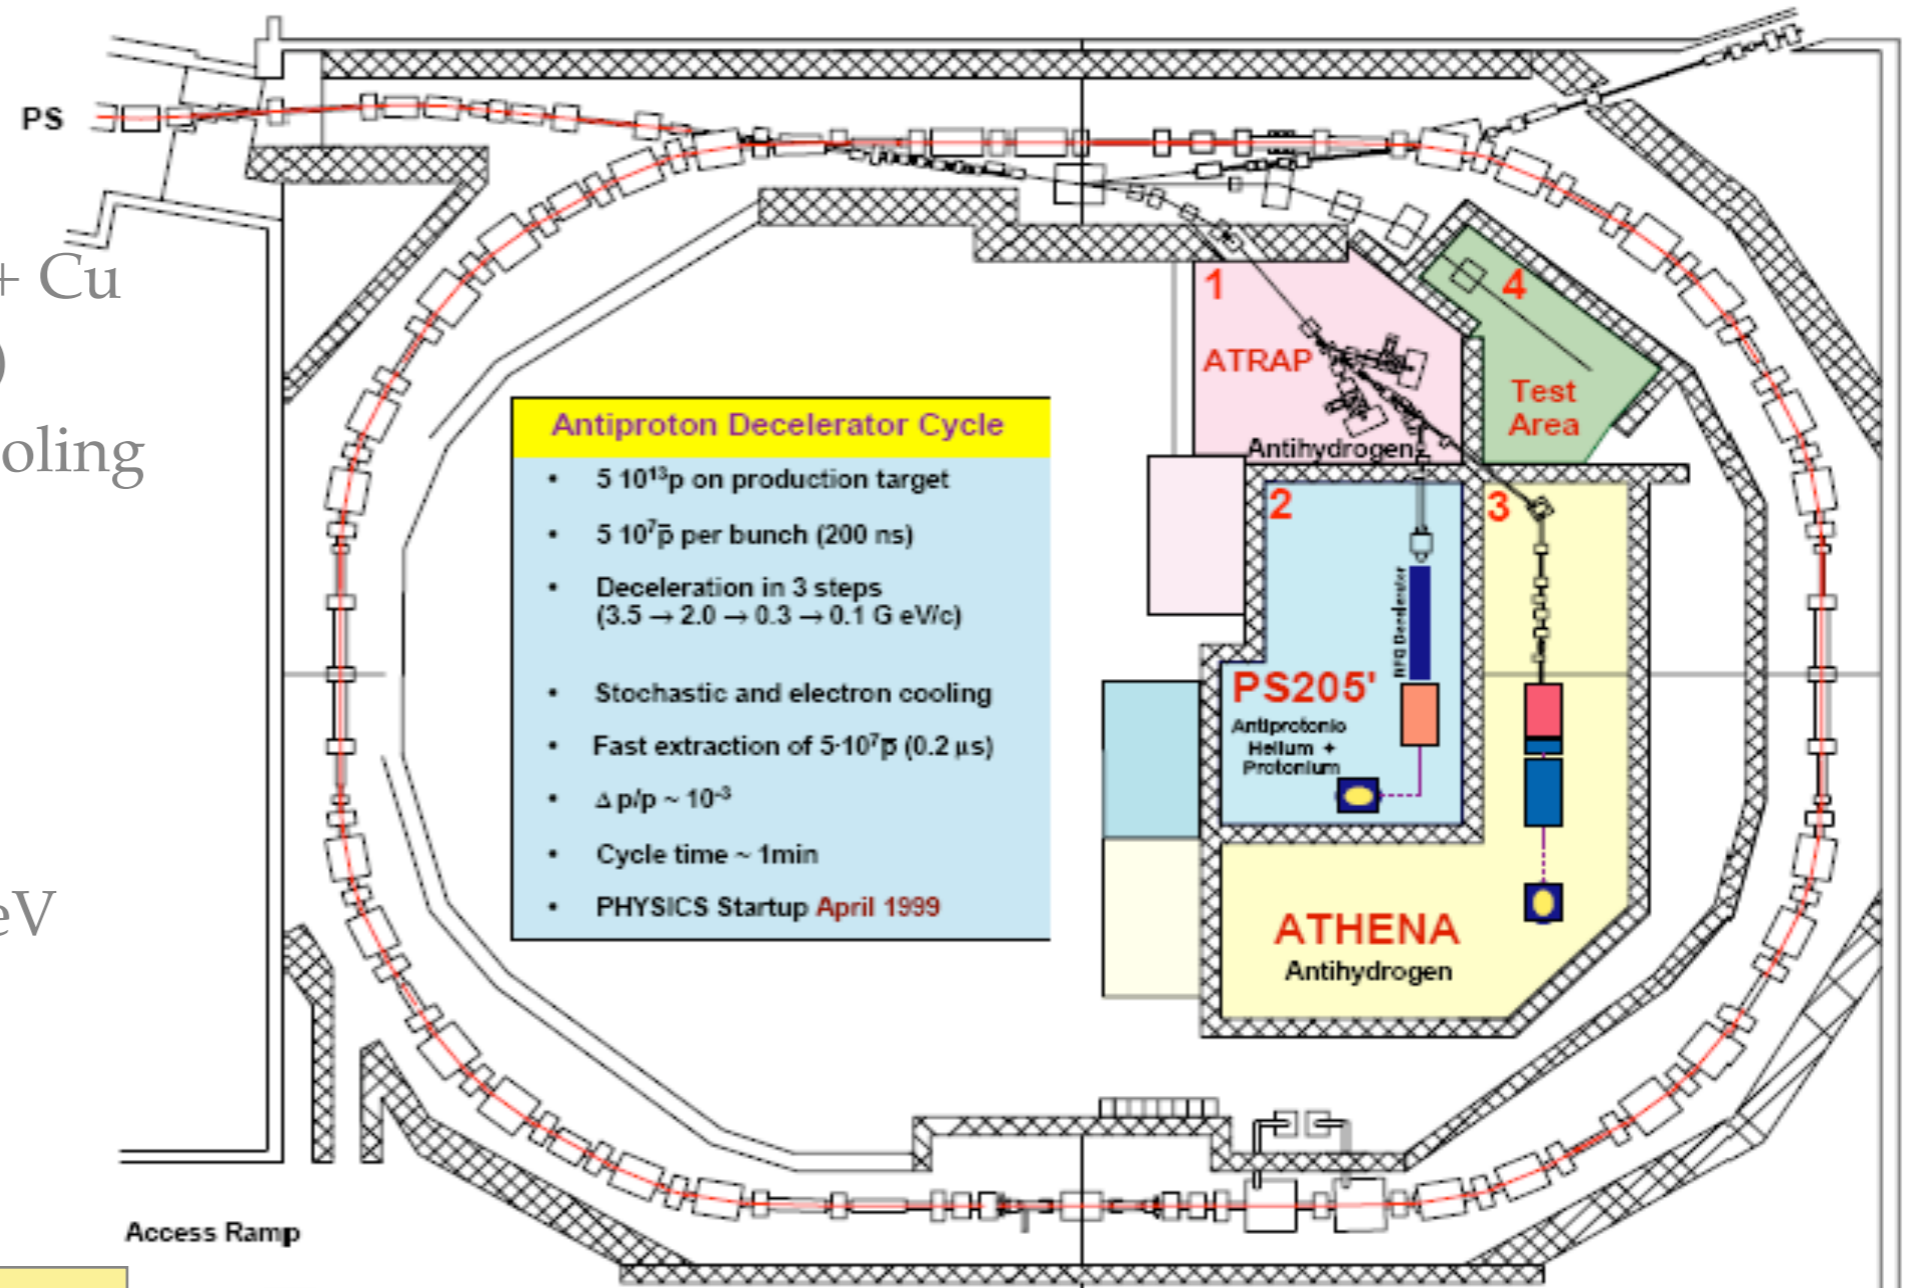 PS
+ Cu
)
oling
eV
Access Ramp
Antiproton Decelerator Cycle
• 5 10¹³p on production target
• 5 10⁷p̅ per bunch (200 ns)
• Deceleration in 3 steps
(3.5 → 2.0 → 0.3 → 0.1 G eV/c)
• Stochastic and electron cooling
• Fast extraction of 5·10⁷p̅ (0.2 µs)
• Δ p/p ~ 10⁻³
• Cycle time ~ 1min
• PHYSICS Startup April 1999
1
ATRAP
Antihydrogen
4
Test
Area
2
RFQ Decelerator
PS205'
Antiprotonic
Helium +
Protonium
3
ATHENA
Antihydrogen